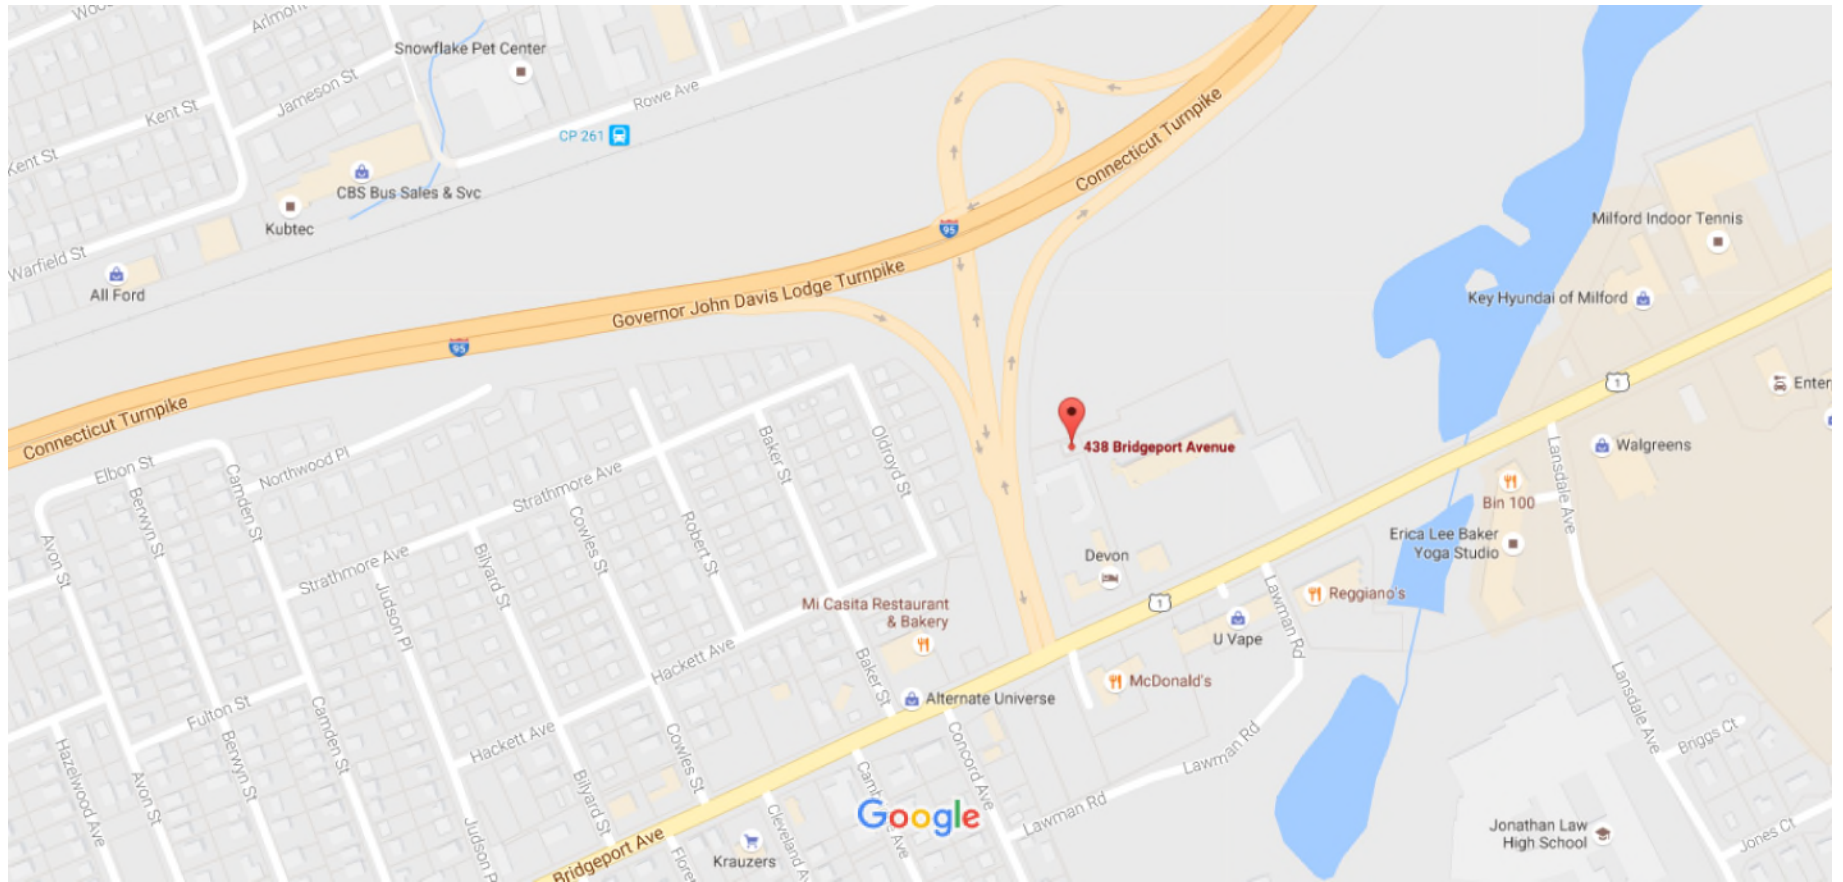 Arlmont
Snowflake Pet Center
Jameson St
Kent St
Kent St
Rowe Ave
CP 261
Connecticut Turnpike
CBS Bus Sales & Svc
Kubtec
Warfield St
All Ford
95
Milford Indoor Tennis
Governor John Davis Lodge Turnpike
Key Hyundai of Milford
95
1
Connecticut Turnpike
438 Bridgeport Avenue
Walgreens
Elbon St
Northwood Pl
Camden St
Baker St
Oldroyd St
Strathmore Ave
Lansdale Ave
Berwyn St
Avon St
Cowles St
Robert St
Bin 100
Erica Lee Baker
Yoga Studio
Devon
Strathmore Ave
Bilyard St
Judson Pl
1
Reggiano's
Mi Casita Restaurant
& Bakery
U Vape
Lawman Rd
Hackett Ave
Baker St
McDonald's
Alternate Universe
Fulton St
Camden St
Berwyn St
Hackett Ave
Cowles St
Concord Ave
Lansdale Ave
Briggs Ct
Lawman Rd
Hazelwood Ave
Avon St
Bilyard St
Judson P
Google
Lawman Rd
Cleveland
Krauzers
Bridgeport Ave
Jonathan Law
High School
Jones Ct